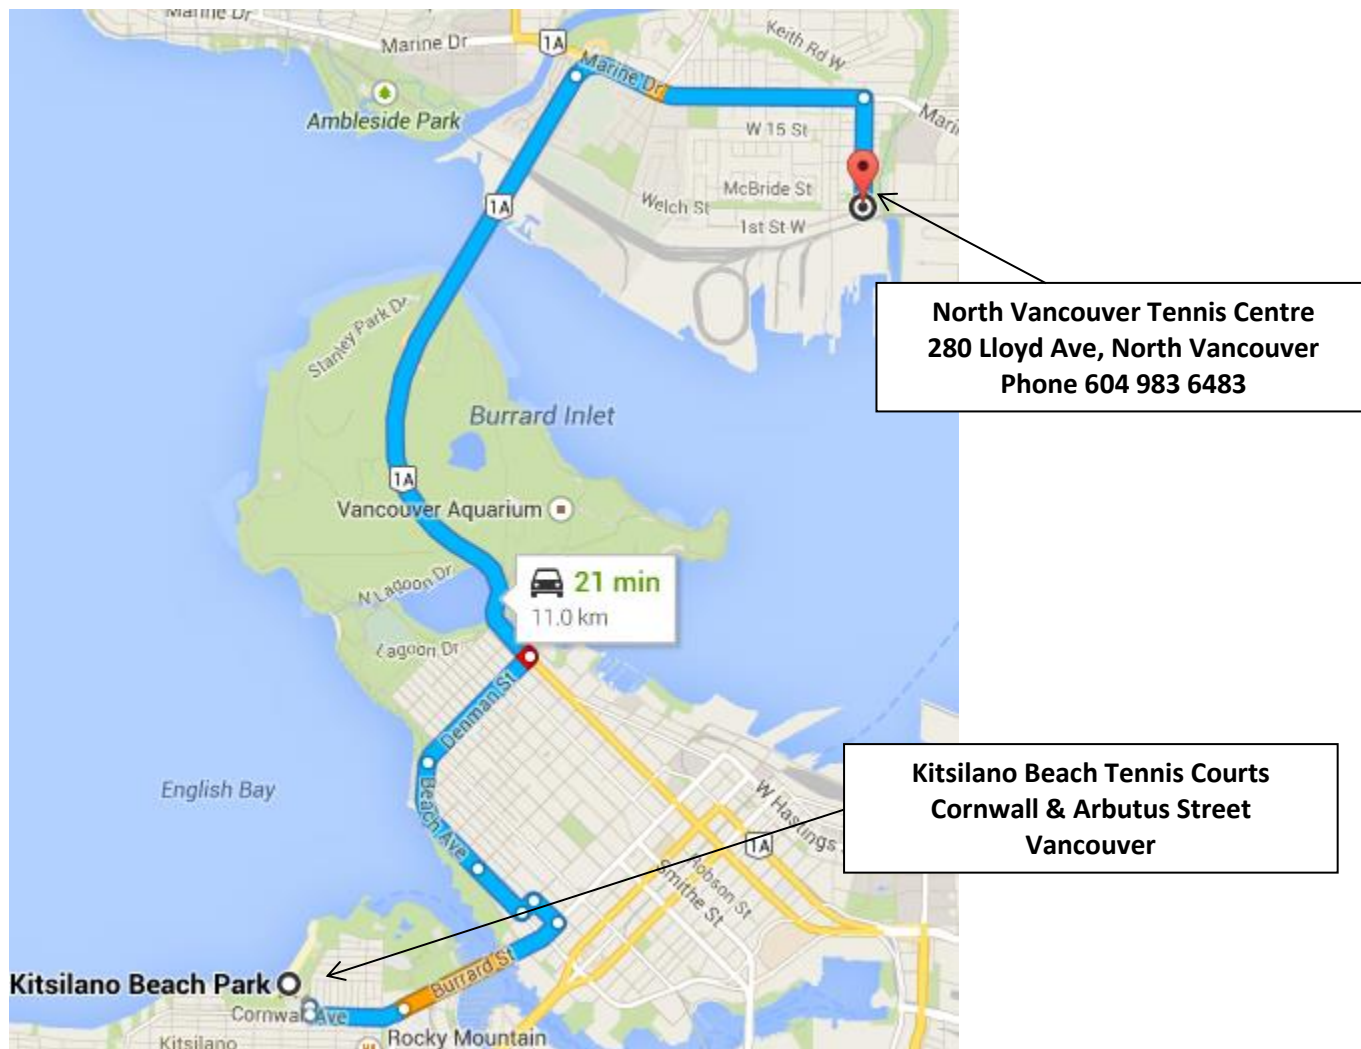 Marine Dr
Marine Dr
1A
Keith Rd W
Marine Dr
Ambleside Park
W 15 St
McBride St
Welch St
1A
1st St W
North Vancouver Tennis Centre
280 Lloyd Ave, North Vancouver
Phone 604 983 6483
Stanley Park Dr
Burrard Inlet
1A
Vancouver Aquarium
N Lagoon Dr
21 min
11.0 km
Lagoon Dr
Denman St
English Bay
Beach Ave
W Hastings
1A
Robson St
Smithe St
Kitsilano Beach Tennis Courts
Cornwall & Arbutus Street
Vancouver
Burrard St
Kitsilano Beach Park
Cornwall Ave
Rocky Mountain
Kitsilano